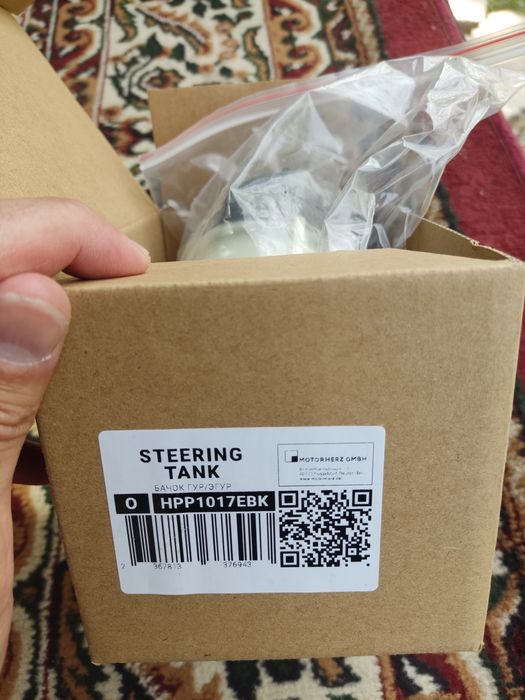 STEERING
TANK
БАЧОК ГУР/ЭГУР
O HPP1017EBK
2 367813 376943
MOTORHERZ GMBH